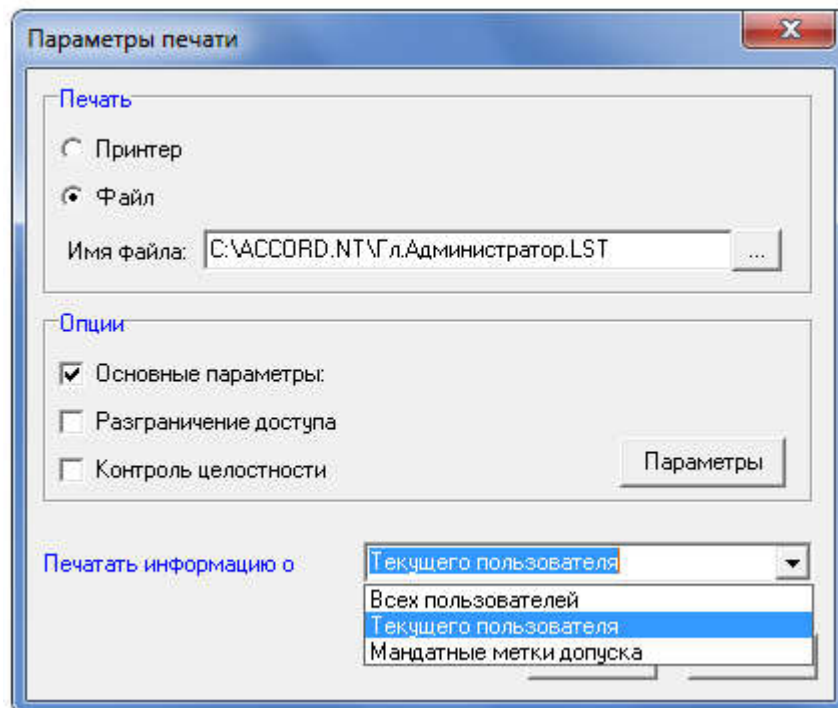 Параметры печати
Печать
Принтер
Файл
Имя файла: C:\ACCORD.NT\Гл.Администратор.LST ...
Опции
Основные параметры:
Разграничение доступа
Контроль целостности
Параметры
Печатать информацию о Текущего пользователя
Всех пользователей
Текущего пользователя
Мандатные метки допуска